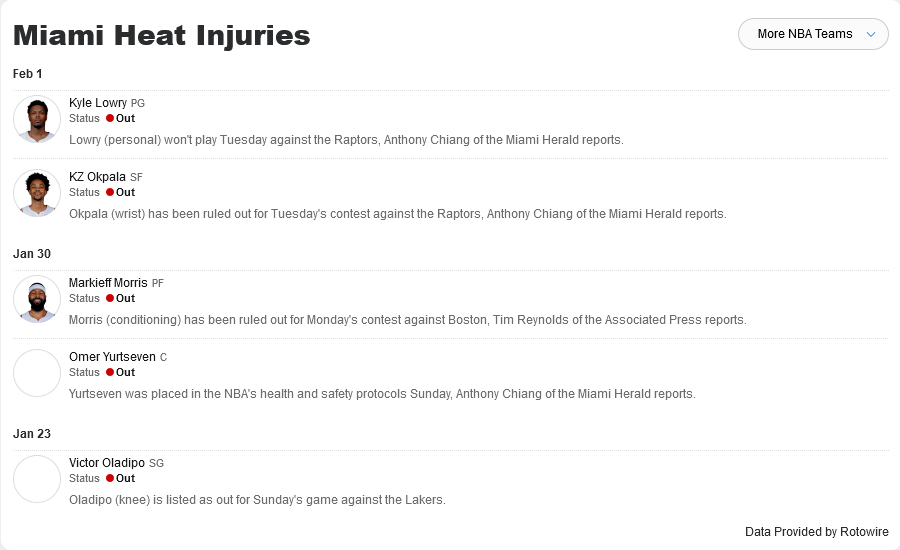 Miami Heat Injuries
More NBA Teams
Feb 1
Kyle Lowry PG
Status Out
Lowry (personal) won't play Tuesday against the Raptors, Anthony Chiang of the Miami Herald reports.
KZ Okpala SF
Status Out
Okpala (wrist) has been ruled out for Tuesday's contest against the Raptors, Anthony Chiang of the Miami Herald reports.
Jan 30
Markieff Morris PF
Status Out
Morris (conditioning) has been ruled out for Monday's contest against Boston, Tim Reynolds of the Associated Press reports.
Omer Yurtseven C
Status Out
Yurtseven was placed in the NBA's health and safety protocols Sunday, Anthony Chiang of the Miami Herald reports.
Jan 23
Victor Oladipo SG
Status Out
Oladipo (knee) is listed as out for Sunday's game against the Lakers.
Data Provided by Rotowire